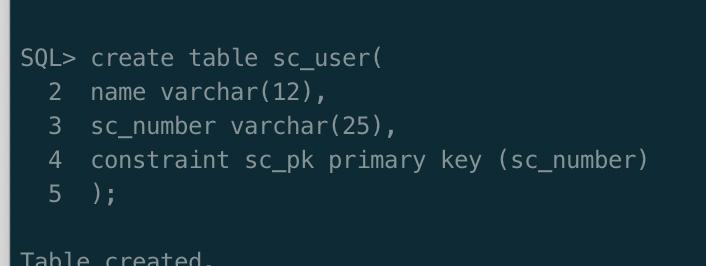 SQL> create table sc_user(
2 name varchar(12),
3 sc_number varchar(25),
4 constraint sc_pk primary key (sc_number)
5 );
Table created.